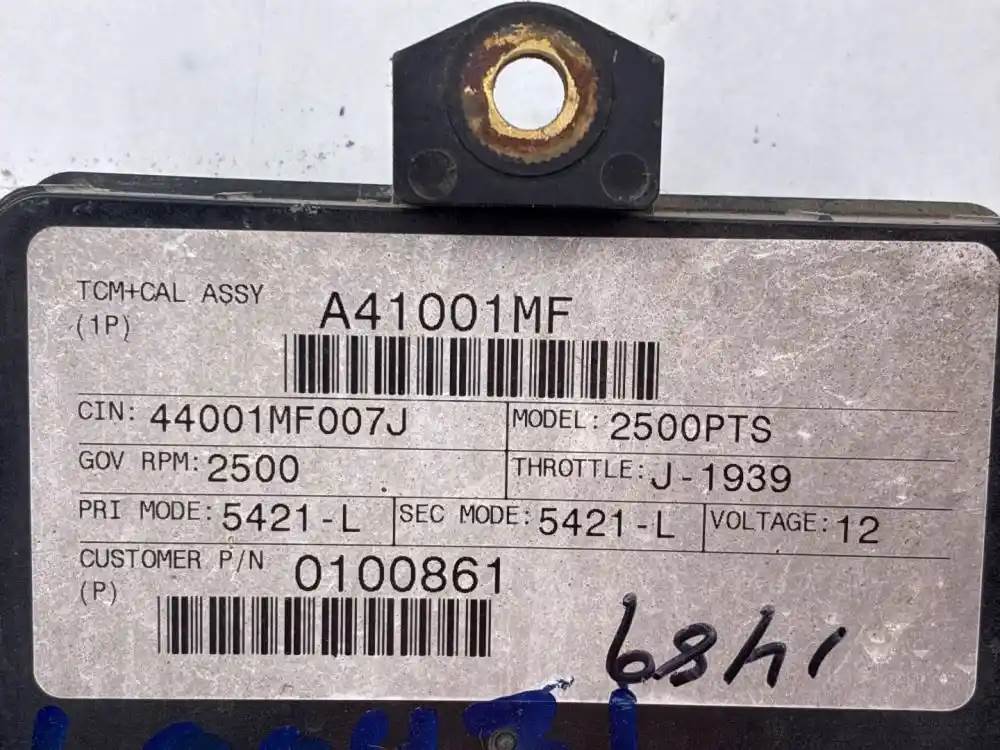 TCM+CAL ASSY A41001MF
(1P)
CIN: 44001MF007J MODEL: 2500PTS
GOV RPM: 2500 THROTTLE: J-1939
PRI MODE: 5421-L SEC MODE: 5421-L VOLTAGE: 12
CUSTOMER P/N 0100861
(P)